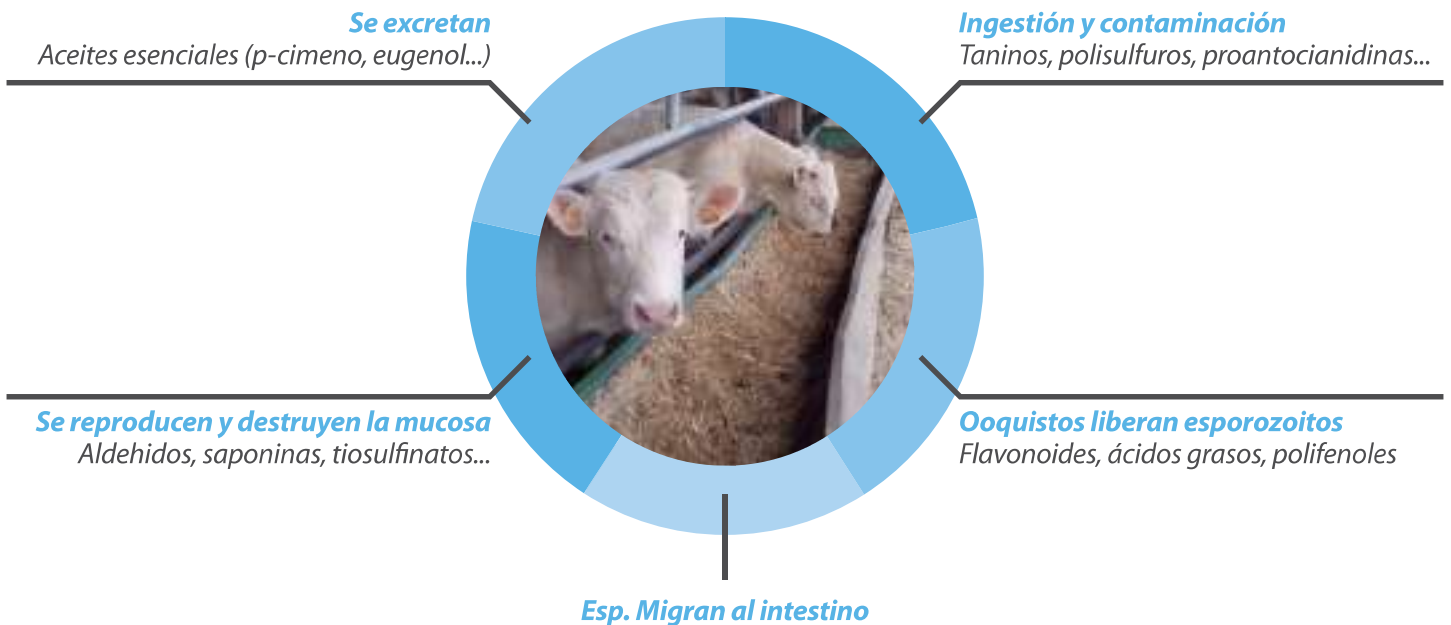 Se excretan
Aceites esenciales (p-cimeno, eugenol...)
Ingestión y contaminación
Taninos, polisulfuros, proantocianidinas...
Se reproducen y destruyen la mucosa
Aldehidos, saponinas, tiosulfinatos...
Ooquistos liberan esporozoitos
Flavonoides, ácidos grasos, polifenoles
Esp. Migran al intestino